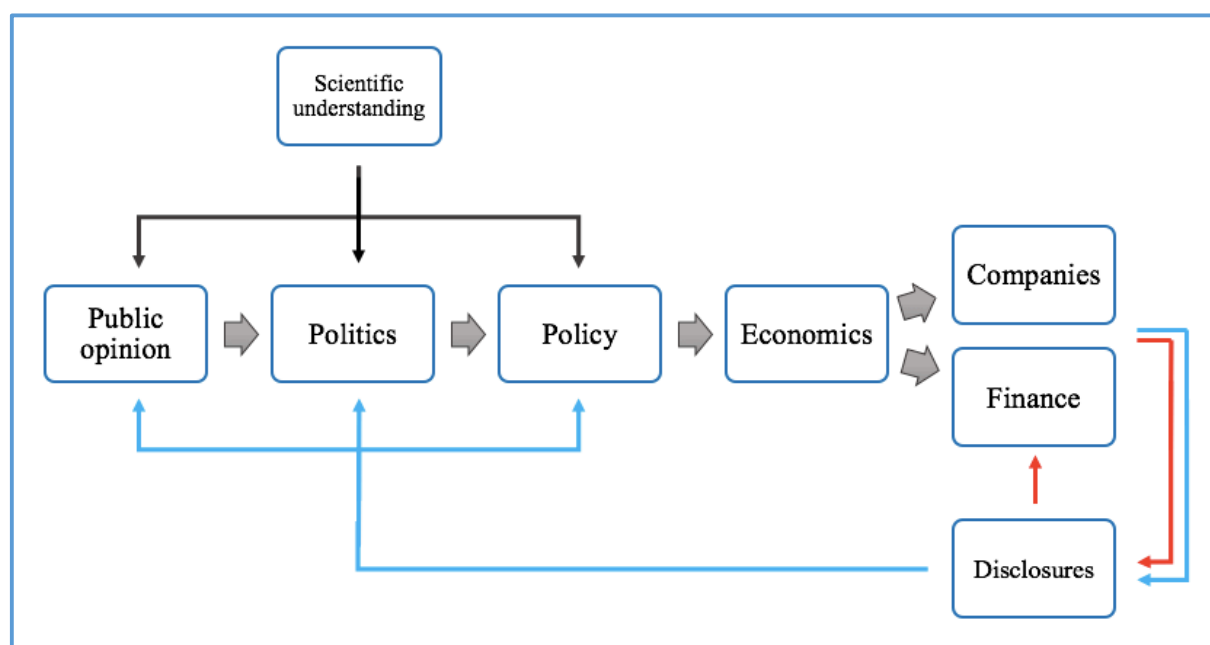 Scientific
understanding
Public
opinion
Politics
Policy
Economics
Companies
Finance
Disclosures